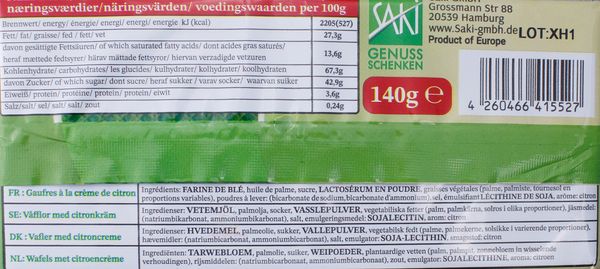 næringsværdier/näringsvärden/ voedingswaarden per 100g
Brennwert/ energy/ énergie/ energi/ energi/ energie kJ (kcal) 2205(527)
Fett/ fat/ graisse/ fed / fett/ vet 27,3g
davon gesättigte Fettsäuren/ of which saturated fatty acids/ dont acides gras saturés/
heraf mættede fedtsyrer/ härav mättat fettsyror/ hiervan verzadigde vetzuren 13,6g
Kohlenhydrate/ carbohydrates/ les glucides/ kulhydrater/ kolhydrater/ koolhydraten 67,3g
davon Zucker/ of which sugar/ dont sucre/ heraf sukker / varav socker/ waarvan suikers 42,9g
Eiweiß/ protein/ protéine/ protein/ protein/ eiwit 3,6g
Salz/salt/ sel/ salt/ salt/ zout 0,24g
SAKI
GENUSS
SCHENKEN
Grossmann Str 88
20539 Hamburg
www.Saki-gmbh.de
Product of Europe
LOT:XH1
140g e
4 260466 415527
FR : Gaufres à la crème de citron
Ingrédients: FARINE DE BLÉ, huile de palme, sucre, LACTOSÉRUM EN POUDRE, graisses végétales (palme, palmiste, tournesol en
proportions variables), poudres à lever: (bicarbonate de sodium,bicarbonate d'ammonium), sel, émulsifiant LÉCITHINE DE SOJA, arôme: citron
SE: Våfflor med citronkräm
Ingredienser: VETEMJÖL, palmolja, socker, VASSLEPULVER, vegetabiliska fetter (palm, palmkärna, solros i olika proportioner), jäsmedel:
(natriumbikarbonat, ammoniumbikarbonat), salt, emulgeringsmedel: SOJALECITIN, arom: citron
DK : Vafler med citroncreme
Ingredienser: HVEDEMEL, palmeolie, sukker, VALLEPULVER, vegetabilsk fedt (palme, palmekerne, solsikke i varierende proportioner),
hævemidler: (natriumbicarbonat, ammoniumbicarbonat), salt, emulgator: SOJA-LECITHIN, smagsstof: citron
NL: Wafels met citroencreme
Ingrediënten: TARWEBLOEM, palmolie, suiker, WEIPOEDER, plantaardige vetten (palm, palmpit, zonnebloem in wisselende
verhoudingen), rijsmiddelen: (natriumbicarbonaat, ammoniumbicarbonaat), zout, emulgator: SOJALECITHINE, aroma: citroen